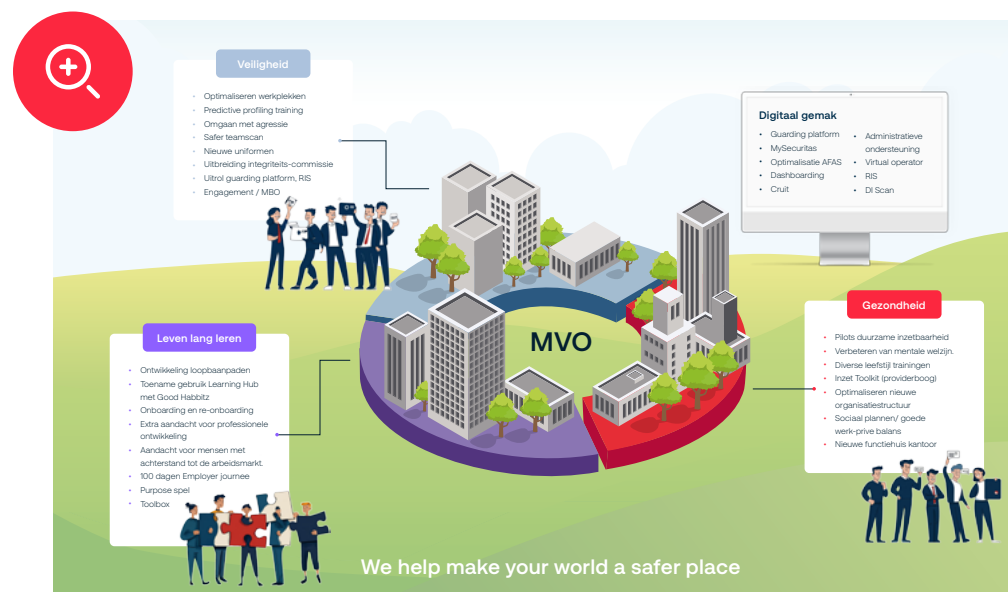 Veiligheid
Optimaliseren werkplekken
Predictive profiling training
Omgaan met agressie
Safer teamscan
Nieuwe uniformen
Uitbreiding integriteits-commissie
Uitrol guarding platform, RIS
Engagement / MBO
Digitaal gemak
Guarding platform
MySecuritas
Optimalisatie AFAS
Dashboarding
Cruit
Administratieve
ondersteuning
Virtual operator
RIS
DI Scan
MVO
Leven lang leren
Ontwikkeling loopbaanpaden
Toename gebruik Learning Hub
met Good Habbitz
Onboarding en re-onboarding
Extra aandacht voor professionele
ontwikkeling
Aandacht voor mensen met
achterstand tot de arbeidsmarkt.
100 dagen Employer journee
Purpose spel
Toolbox
Gezondheid
Pilots duurzame inzetbaarheid
Verbeteren van mentale welzijn.
Diverse leefstijl trainingen
Inzet Toolkit (providerboog)
Optimaliseren nieuwe
organisatiestructuur
Sociaal plannen/ goede
werk-prive balans
Nieuwe functiehuis kantoor
We help make your world a safer place